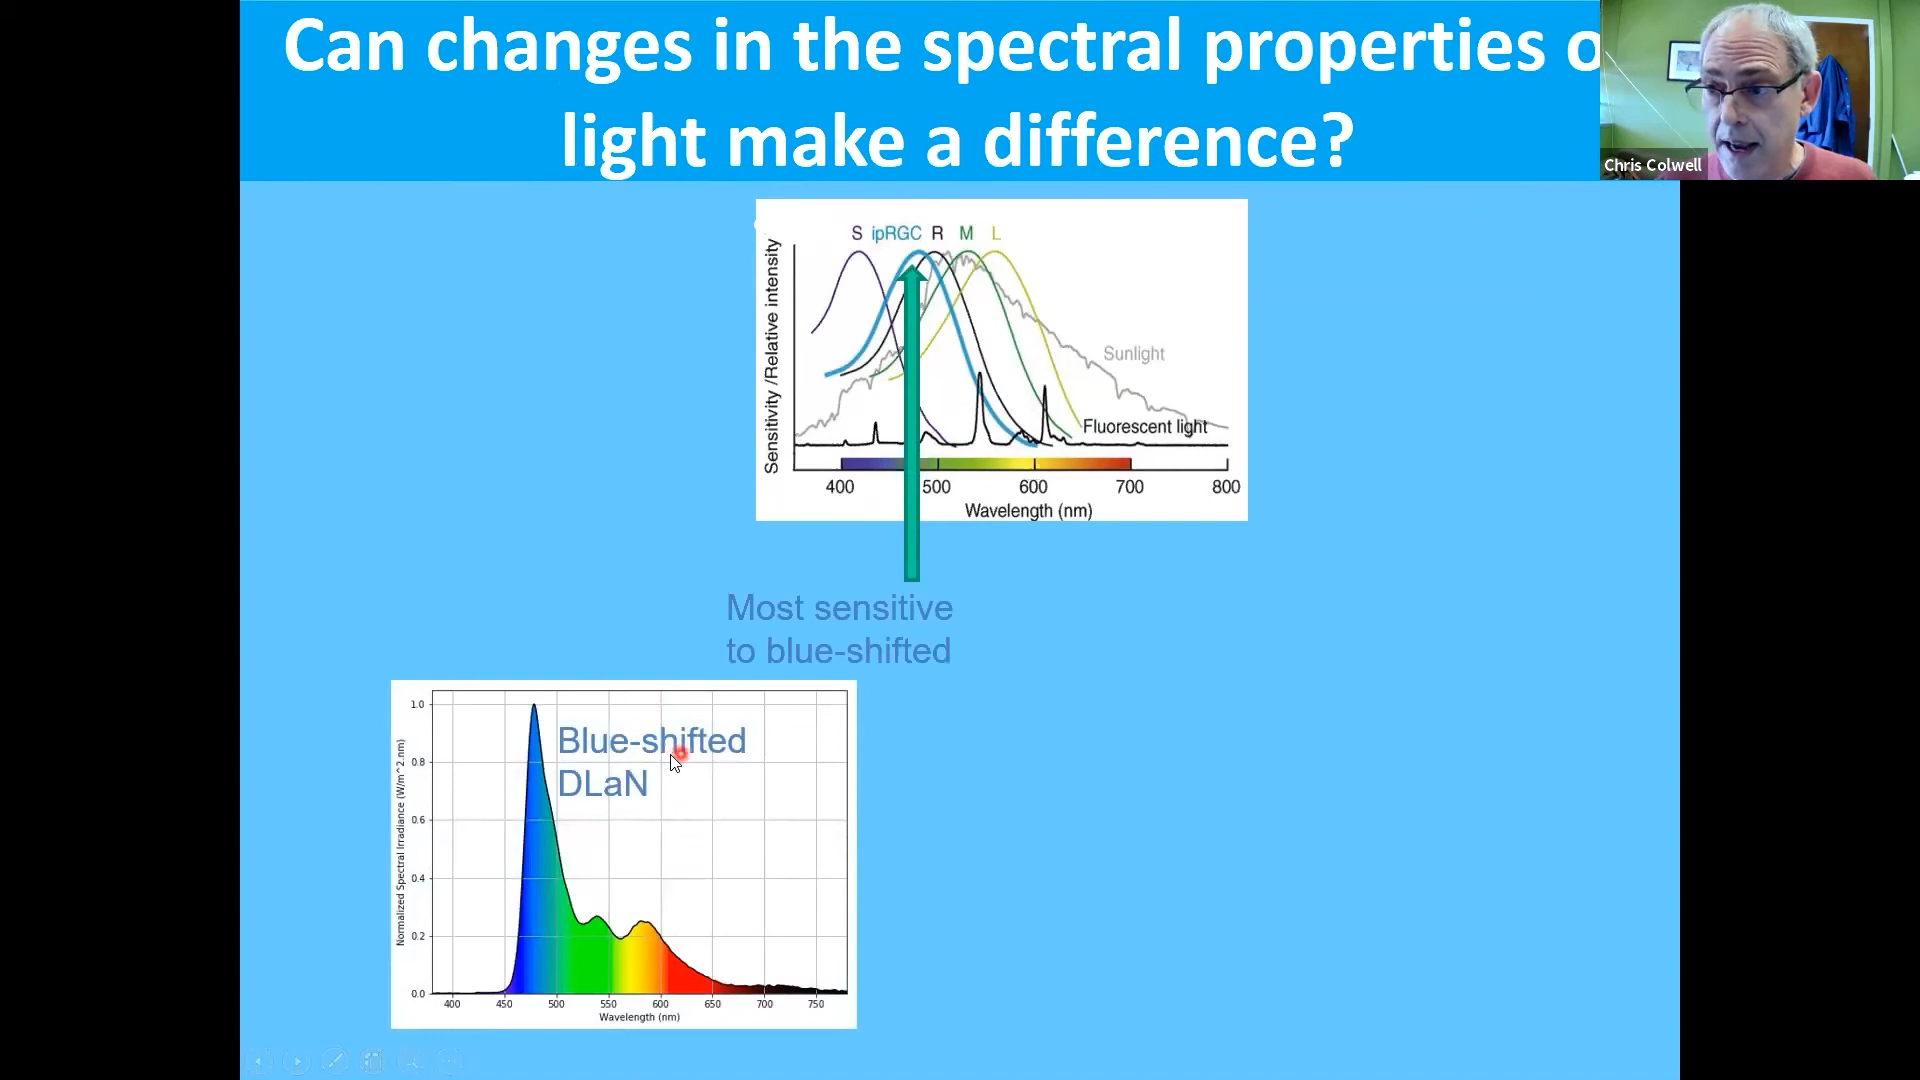 Can changes in the spectral properties o
light make a difference?
Chris Colwell
S ipRGC R M L
Sensitivity /Relative intensity
Sunlight
Fluorescent light
400 500 600 700 800
Wavelength (nm)
Most sensitive
to blue-shifted
Blue-shifted
DLaN
Normalized Spectral Irradiance (W/m^2.nm)
1.0
0.8
0.6
0.4
0.2
0.0
400 450 500 550 600 650 700 750
Wavelength (nm)